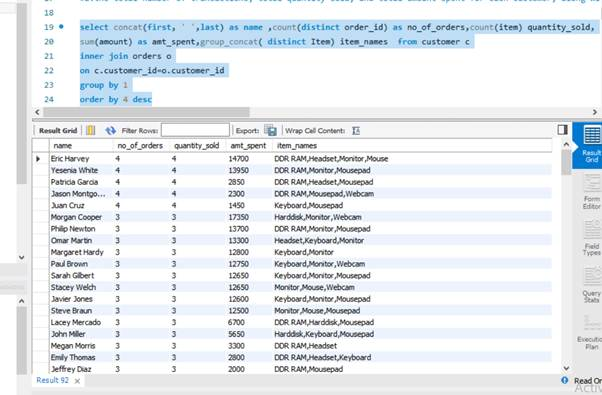 18
19 select concat(first, ' ',last) as name ,count(distinct order_id) as no_of_orders,count(item) quantity_sold,
20 sum(amount) as amt_spent,group_concat( distinct Item) item_names from customer c
21 inner join orders o
22 on c.customer_id=o.customer_id
23 group by 1
24 order by 4 desc
Result Grid Filter Rows: Export: Wrap Cell Content:
name no_of_orders quantity_sold amt_spent item_names
Eric Harvey 4 4 14700 DDR RAM,Headset,Monitor,Mouse
Yesenia White 4 4 13950 DDR RAM,Monitor,Mousepad
Patricia Garcia 4 4 2850 DDR RAM,Headset,Mousepad
Jason Montgo... 4 4 2300 DDR RAM,Mousepad,Webcam
Juan Cruz 4 4 1450 Keyboard,Mousepad
Morgan Cooper 3 3 17350 Harddisk,Monitor,Webcam
Philip Newton 3 3 13700 DDR RAM,Monitor,Mousepad
Omar Martin 3 3 13300 Headset,Keyboard,Monitor
Margaret Hardy 3 3 12800 Keyboard,Monitor
Paul Brown 3 3 12750 Keyboard,Monitor,Webcam
Sarah Gilbert 3 3 12650 Keyboard,Monitor,Mousepad
Stacey Welch 3 3 12650 Monitor,Mouse,Webcam
Javier Jones 3 3 12600 Keyboard,Monitor,Mousepad
Steve Braun 3 3 12500 Monitor,Mouse,Mousepad
Lacey Mercado 3 3 6700 DDR RAM,Harddisk,Mousepad
John Miller 3 3 5650 Harddisk,Keyboard,Mousepad
Megan Morris 3 3 3300 DDR RAM,Headset
Emily Thomas 3 3 2800 DDR RAM,Headset,Keyboard
Jeffrey Diaz 3 3 2000 DDR RAM,Mousepad
Result 92
Result
Grid
Form
Editor
Field
Types
Query
Stats
Executio
Plan
Read On